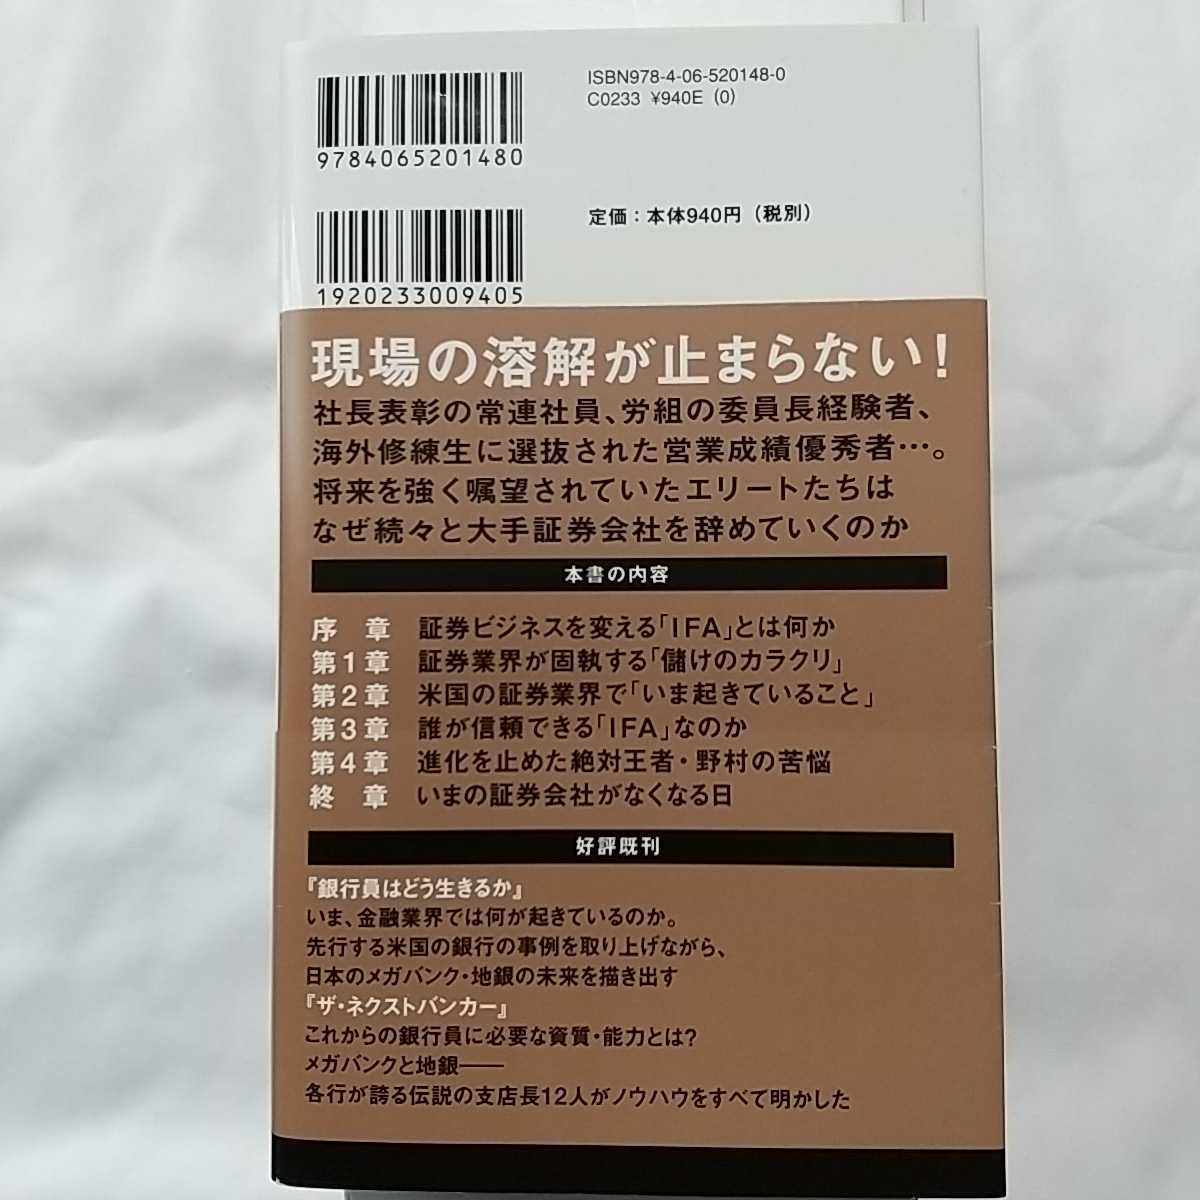 ISBN978-4-06-520148-0
C0233 ¥940E (0)
9784065201480
定価：本体940円（税別）
1920233009405
現場の溶解が止まらない！
社長表彰の常連社員、労組の委員長経験者、
海外修練生に選抜された営業成績優秀者…。
将来を強く嘱望されていたエリートたちは
なぜ続々と大手証券会社を辞めていくのか
本書の内容
序　章　証券ビジネスを変える「IFA」とは何か
第1章　証券業界が固執する「儲けのカラクリ」
第2章　米国の証券業界で「いま起きていること」
第3章　誰が信頼できる「IFA」なのか
第4章　進化を止めた絶対王者・野村の苦悩
終　章　いまの証券会社がなくなる日
好評既刊
『銀行員はどう生きるか』
いま、金融業界では何が起きているのか。
先行する米国の銀行の事例を取り上げながら、
日本のメガバンク・地銀の未来を描き出す
『ザ・ネクストバンカー』
これからの銀行員に必要な資質・能力とは?
メガバンクと地銀――
各行が誇る伝説の支店長12人がノウハウをすべて明かした